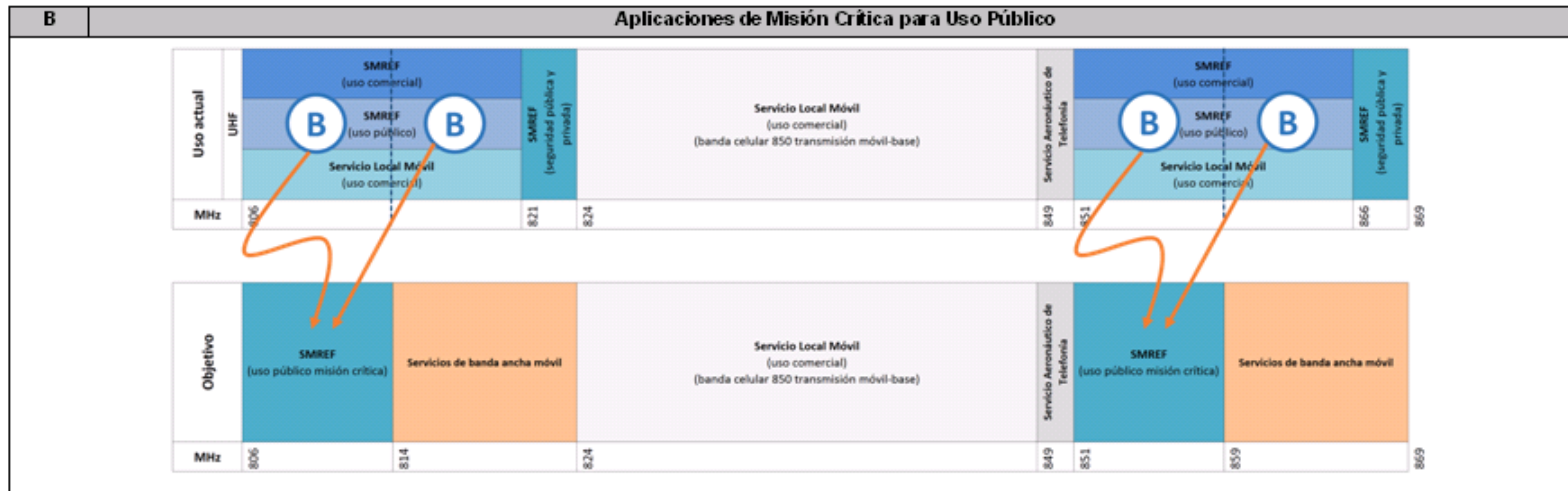 B
Aplicaciones de Misión Crítica para Uso Público
Uso actual
UHF
SMREF
(uso comercial)
B
SMREF
(uso público)
B
Servicio Local Móvil
(uso comercial)
SMREF
(seguridad pública y
privada)
Servicio Local Móvil
(uso comercial)
(banda celular 850 transmisión móvil-base)
Servicio Aeronáutico de
Telefonía
SMREF
(uso comercial)
B
SMREF
(uso público)
B
Servicio Local Móvil
(uso comercial)
SMREF
(seguridad pública y
privada)
MHz
806
821
824
849
851
866
869
Objetivo
SMREF
(uso público misión crítica)
Servicios de banda ancha móvil
Servicio Local Móvil
(uso comercial)
(banda celular 850 transmisión móvil-base)
Servicio Aeronáutico de
Telefonía
SMREF
(uso público misión crítica)
Servicios de banda ancha móvil
MHz
806
814
824
849
851
859
869